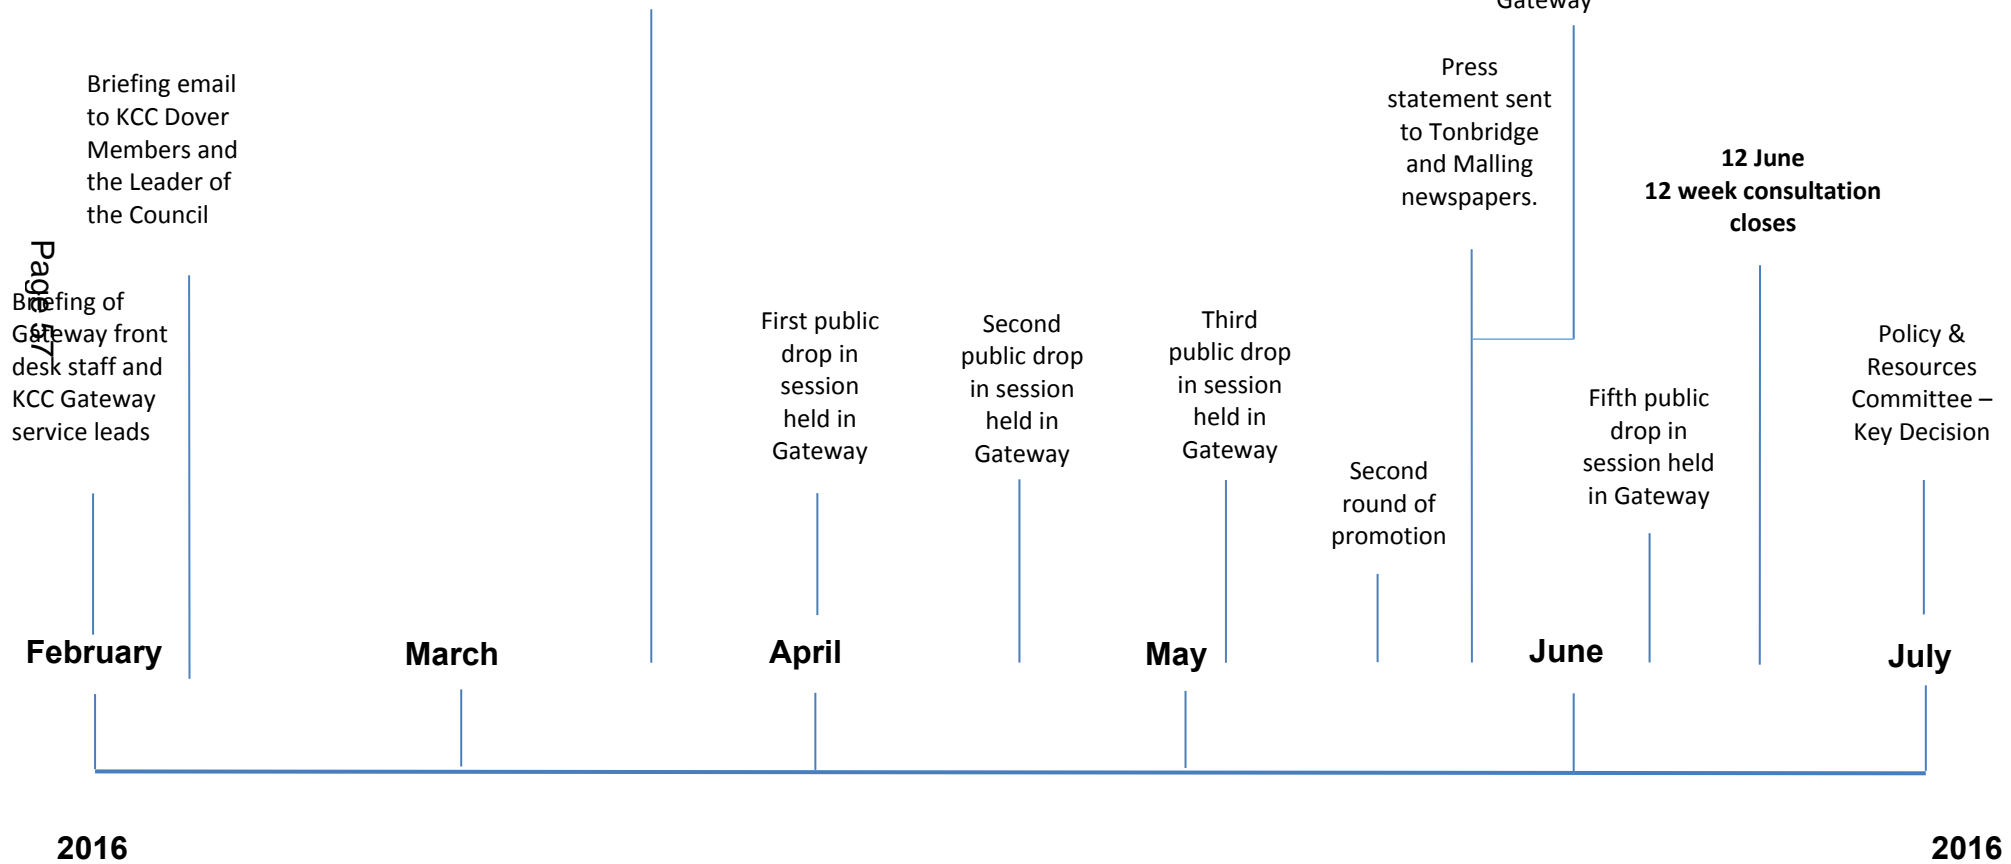 Gateway
Briefing email
to KCC Dover
Members and
the Leader of
the Council
Page 57
Briefing of
Gateway front
desk staff and
KCC Gateway
service leads
First public
drop in
session
held in
Gateway
Second
public drop
in session
held in
Gateway
Third
public drop
in session
held in
Gateway
Second
round of
promotion
Press
statement sent
to Tonbridge
and Malling
newspapers.
Fifth public
drop in
session held
in Gateway
12 June
12 week consultation
closes
Policy &
Resources
Committee –
Key Decision
February
March
April
May
June
July
2016
2016